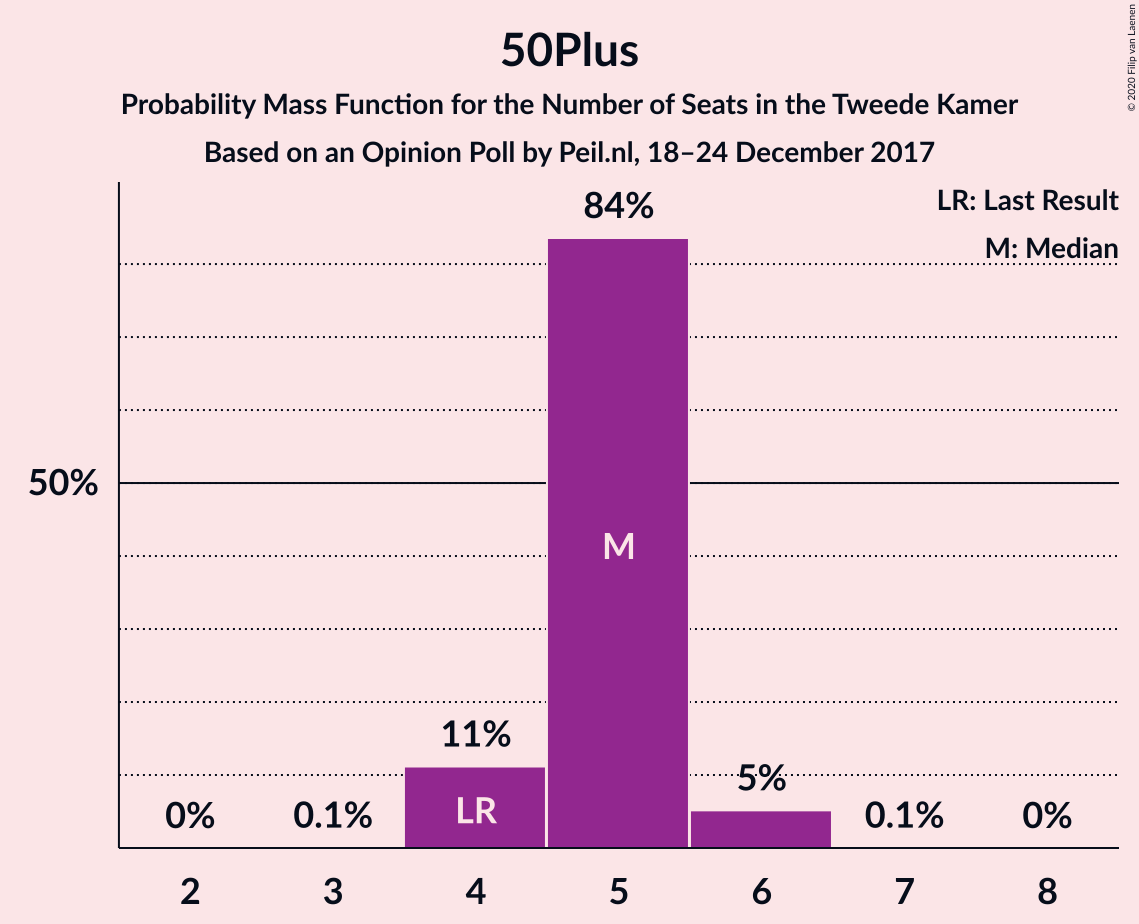 50Plus
Probability Mass Function for the Number of Seats in the Tweede Kamer
Based on an Opinion Poll by Peil.nl, 18–24 December 2017
© 2020 Filip van Laenen
LR: Last Result
M: Median
84%
50%
M
11%
5%
0%
0.1%
LR
0.1%
0%
2
3
4
5
6
7
8